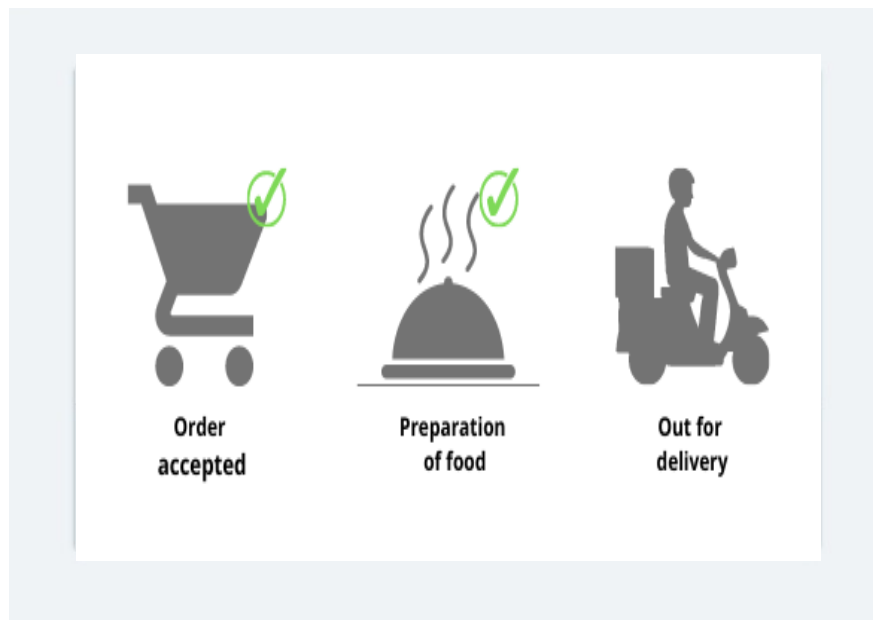 Order
accepted
Preparation
of food
Out for
delivery